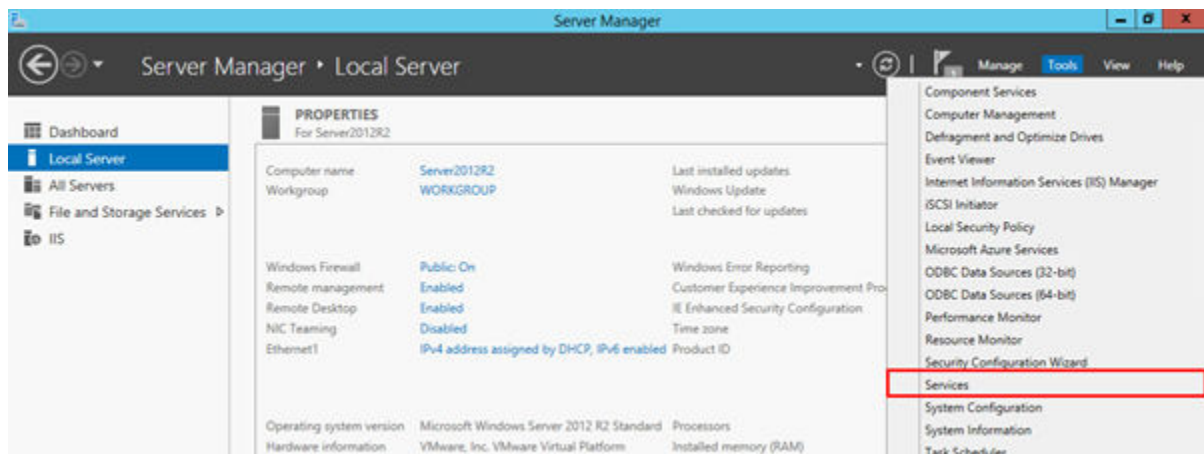 Server Manager
Server Manager • Local Server
Manage Tools View Help
Dashboard
Local Server
All Servers
File and Storage Services
IIS
PROPERTIES
For Server2012R2
Computer name Server2012R2 Last installed updates
Workgroup WORKGROUP Windows Update
Last checked for updates
Windows Firewall Public: On Windows Error Reporting
Remote management Enabled Customer Experience Improvement Pro
Remote Desktop Enabled IE Enhanced Security Configuration
NIC Teaming Disabled Time zone
Ethernet1 IPv4 address assigned by DHCP, IPv6 enabled Product ID
Operating system version Microsoft Windows Server 2012 R2 Standard Processors
Hardware information VMware, Inc. VMware Virtual Platform Installed memory (RAM)
Component Services
Computer Management
Defragment and Optimize Drives
Event Viewer
Internet Information Services (IIS) Manager
iSCSI Initiator
Local Security Policy
Microsoft Azure Services
ODBC Data Sources (32-bit)
ODBC Data Sources (64-bit)
Performance Monitor
Resource Monitor
Security Configuration Wizard
Services
System Configuration
System Information
Task Scheduler